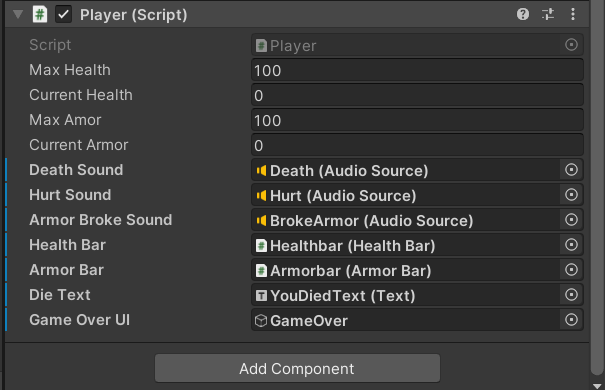 Player (Script)
Script Player
Max Health 100
Current Health 0
Max Amor 100
Current Armor 0
Death Sound Death (Audio Source)
Hurt Sound Hurt (Audio Source)
Armor Broke Sound BrokeArmor (Audio Source)
Health Bar Healthbar (Health Bar)
Armor Bar Armorbar (Armor Bar)
Die Text YouDiedText (Text)
Game Over UI GameOver
Add Component